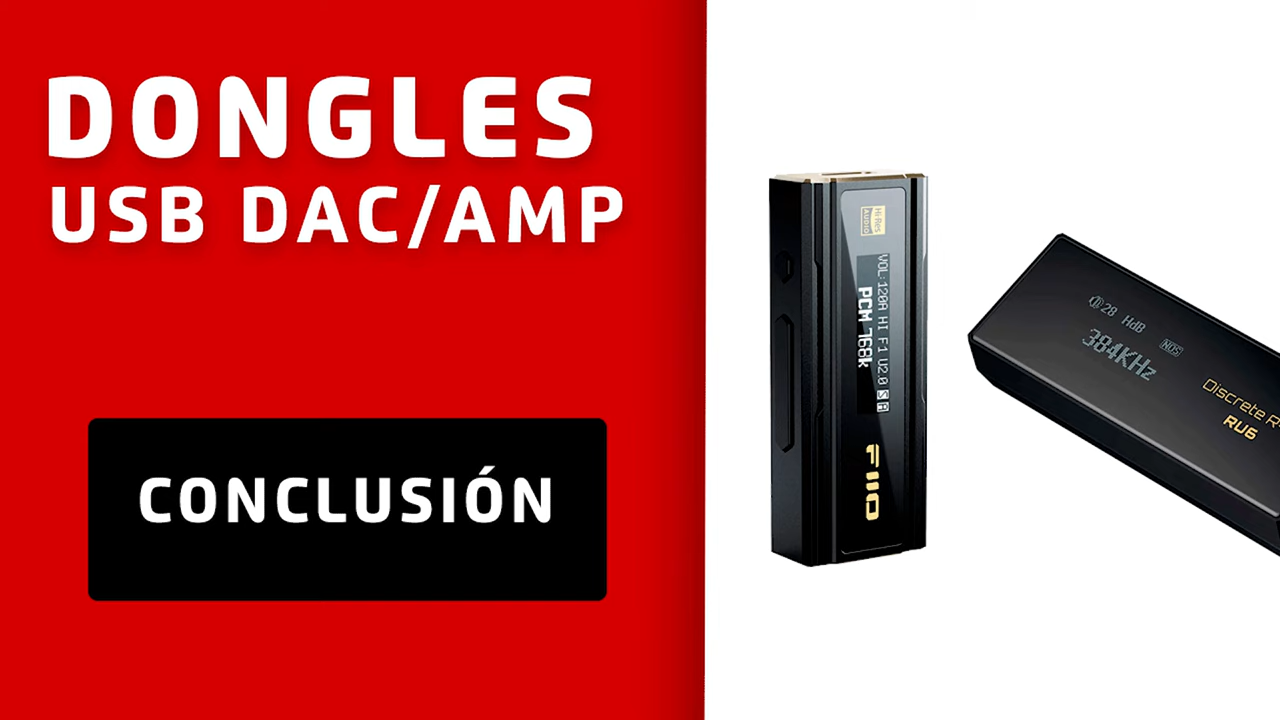 DONGLES
USB DAC/AMP
CONCLUSIÓN
Hi-Res
AUDIO
VOL:120A HI F1 U2.0 S A
PCM 768k
FIIO
28 HdB
384KHz NOS
Discrete
RU6